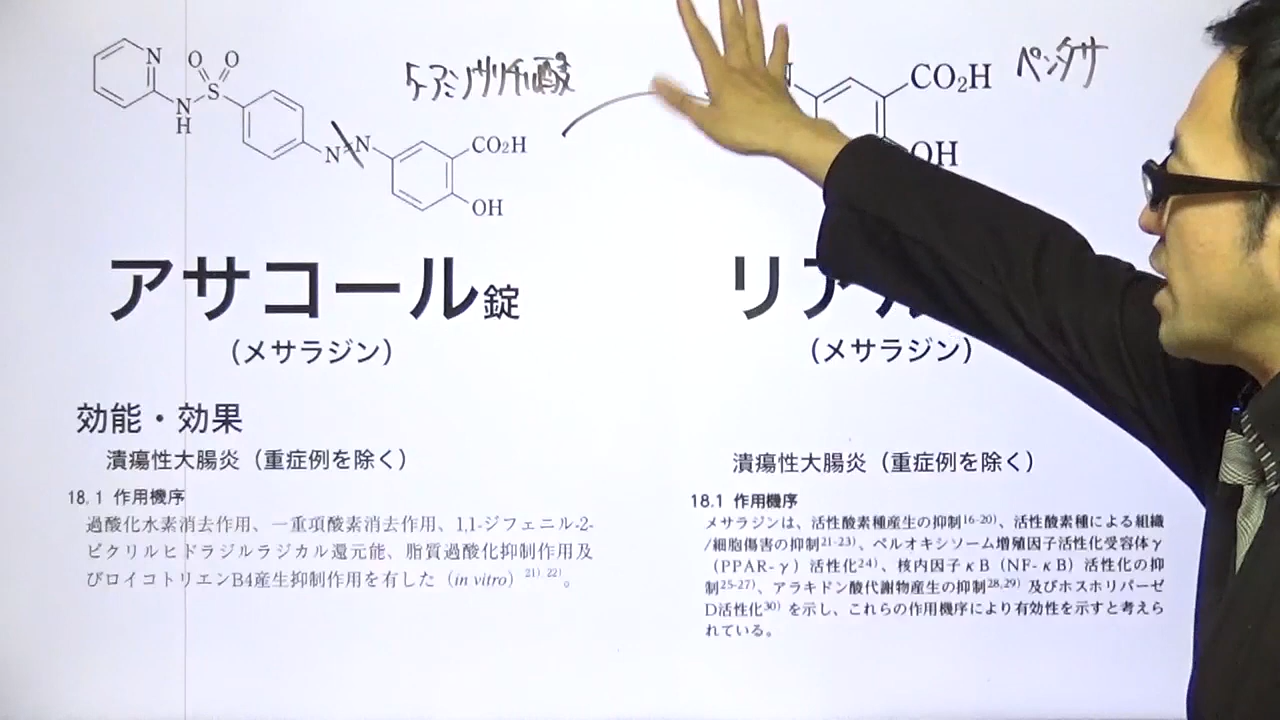 5-アミノサリチル酸
ペンタサ
N
O O
S
N
H
N N
CO₂H
OH
CO₂H
OH
アサコール錠
(メサラジン)
リア
(メサラジン)
効能・効果
潰瘍性大腸炎（重症例を除く）
18.1 作用機序
過酸化水素消去作用、一重項酸素消去作用、1,1-ジフェニル-2-
ピクリルヒドラジルラジカル還元能、脂質過酸化抑制作用及
びロイコトリエンB4産生抑制作用を有した（in vitro）21) 22)。
潰瘍性大腸炎（重症例を除く）
18.1 作用機序
メサラジンは、活性酸素種産生の抑制16-20)、活性酸素種による組織
/細胞傷害の抑制21-23)、ペルオキシソーム増殖因子活性化受容体γ
（PPAR-γ）活性化24)、核内因子κB（NF-κB）活性化の抑
制25-27)、アラキドン酸代謝物産生の抑制28,29) 及びホスホリパーゼ
D活性化30) を示し、これらの作用機序により有効性を示すと考えら
れている。